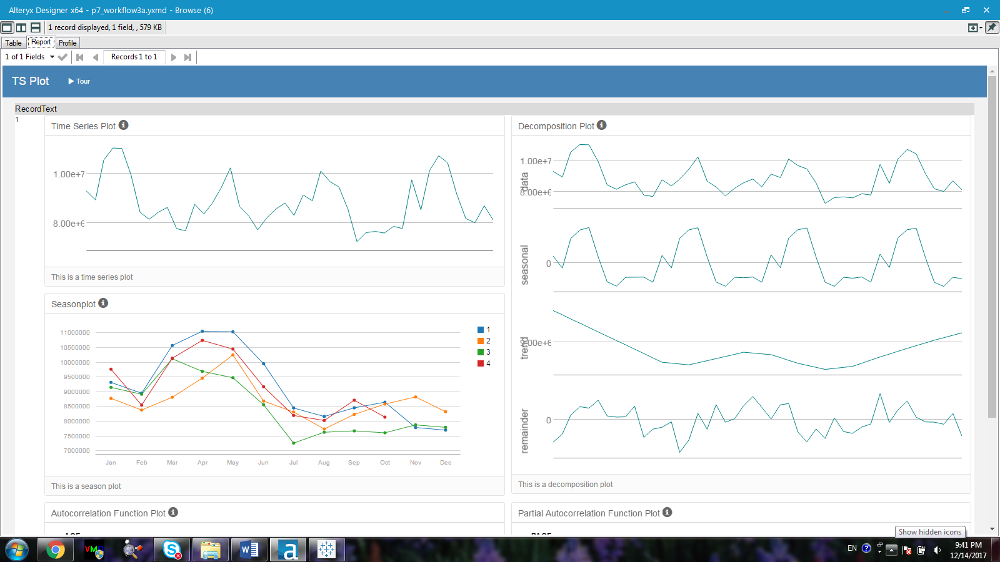 Alteryx Designer x64 - p7_workflow3a.yxmd - Browse (6)
1 record displayed, 1 field, , 579 KB
Table Report Profile
1 of 1 Fields Records 1 to 1
TS Plot Tour
RecordText
1
Time Series Plot
1.00e+7
8.00e+6
This is a time series plot
Seasonplot
11000000
10500000
10000000
9500000
9000000
8500000
8000000
7500000
7000000
Jan Feb Mar Apr May Jun Jul Aug Sep Oct Nov Dec
1
2
3
4
This is a season plot
Decomposition Plot
1.00e+7
data
8.00e+6
seasonal
0
trend
remainder
0
This is a decomposition plot
Autocorrelation Function Plot
Partial Autocorrelation Function Plot
Show hidden icons
EN
9:41 PM
12/14/2017